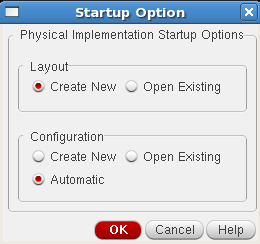 Startup Option
Physical Implementation Startup Options
Layout
Create New Open Existing
Configuration
Create New Open Existing
Automatic
OK Cancel Help